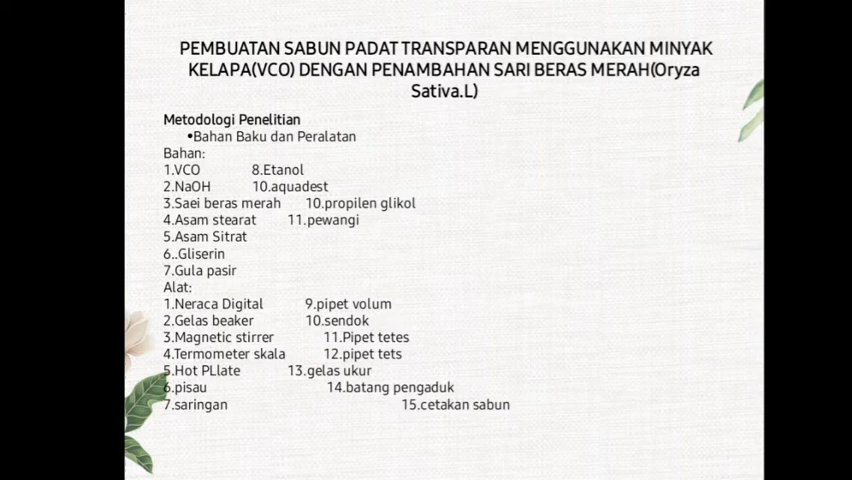 PEMBUATAN SABUN PADAT TRANSPARAN MENGGUNAKAN MINYAK
KELAPA(VCO) DENGAN PENAMBAHAN SARI BERAS MERAH(Oryza
Sativa.L)
Metodologi Penelitian
•Bahan Baku dan Peralatan
Bahan:
1.VCO 8.Etanol
2.NaOH 10.aquadest
3.Saei beras merah 10.propilen glikol
4.Asam stearat 11.pewangi
5.Asam Sitrat
6..Gliserin
7.Gula pasir
Alat:
1.Neraca Digital 9.pipet volum
2.Gelas beaker 10.sendok
3.Magnetic stirrer 11.Pipet tetes
4.Termometer skala 12.pipet tets
5.Hot PLlate 13.gelas ukur
6.pisau 14.batang pengaduk
7.saringan 15.cetakan sabun